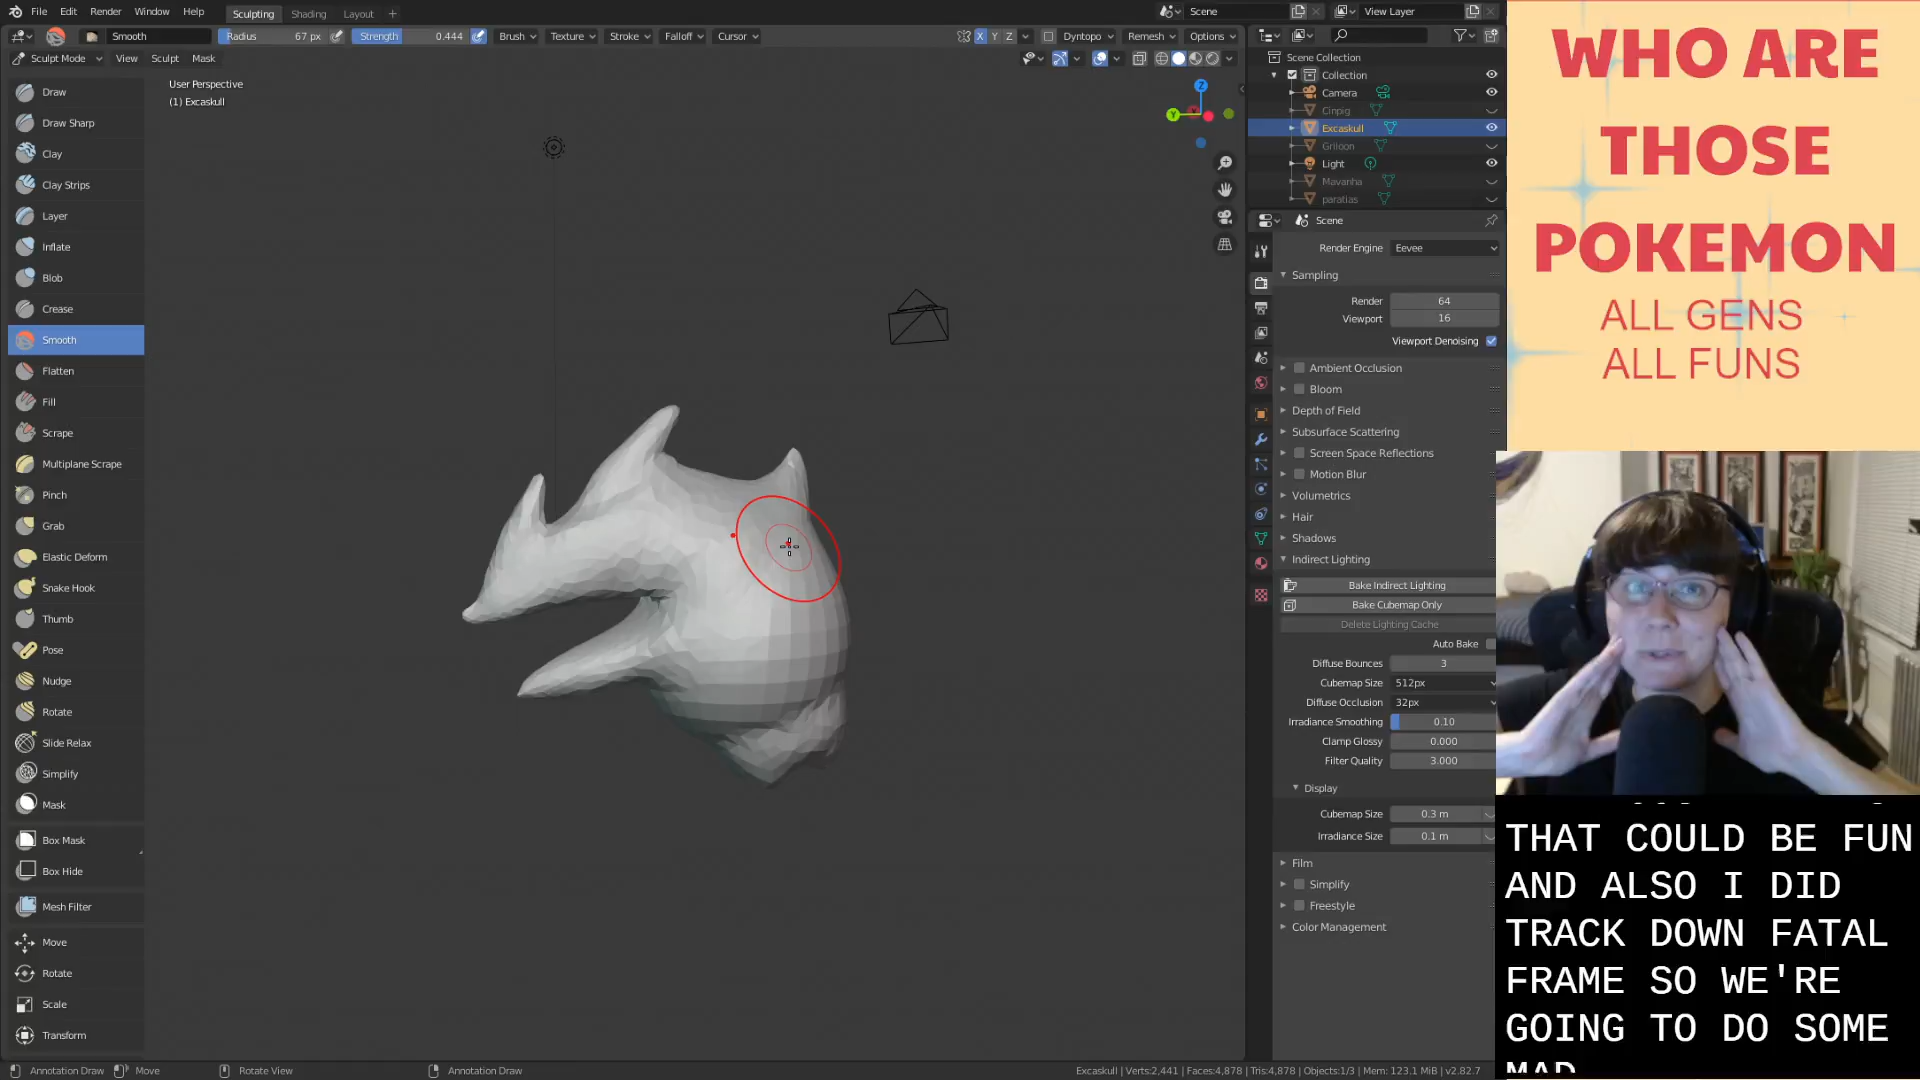 File Edit Render Window Help Sculpting Shading Layout + Scene View Layer
Smooth Radius 67 px Strength 0.444 Brush Texture Stroke Falloff Cursor X Y Z Dyntopo Remesh Options
Sculpt Mode View Sculpt Mask
User Perspective
(1) Excaskull
Draw
Draw Sharp
Clay
Clay Strips
Layer
Inflate
Blob
Crease
Smooth
Flatten
Fill
Scrape
Multiplane Scrape
Pinch
Grab
Elastic Deform
Snake Hook
Thumb
Pose
Nudge
Rotate
Slide Relax
Simplify
Mask
Box Mask
Box Hide
Mesh Filter
Move
Rotate
Scale
Transform
Z
Y
Scene Collection
Collection
Camera
Cinpig
Excaskull
Griloon
Light
Mavanha
paratias
Scene
Render Engine Eevee
Sampling
Render 64
Viewport 16
Viewport Denoising
Ambient Occlusion
Bloom
Depth of Field
Subsurface Scattering
Screen Space Reflections
Motion Blur
Volumetrics
Hair
Shadows
Indirect Lighting
Bake Indirect Lighting
Bake Cubemap Only
Delete Lighting Cache
Auto Bake
Diffuse Bounces 3
Cubemap Size 512px
Diffuse Occlusion 32px
Irradiance Smoothing 0.10
Clamp Glossy 0.000
Filter Quality 3.000
Display
Cubemap Size 0.3 m
Irradiance Size 0.1 m
Film
Simplify
Freestyle
Color Management
WHO ARE
THOSE
POKEMON
ALL GENS
ALL FUNS
THAT COULD BE FUN
AND ALSO I DID
TRACK DOWN FATAL
FRAME SO WE'RE
GOING TO DO SOME
MAD
Annotation Draw Move Rotate View Annotation Draw Excaskull | Verts:2,441 | Faces:4,878 | Tris:4,878 | Objects:1/3 | Mem: 123.1 MiB | v2.82.7